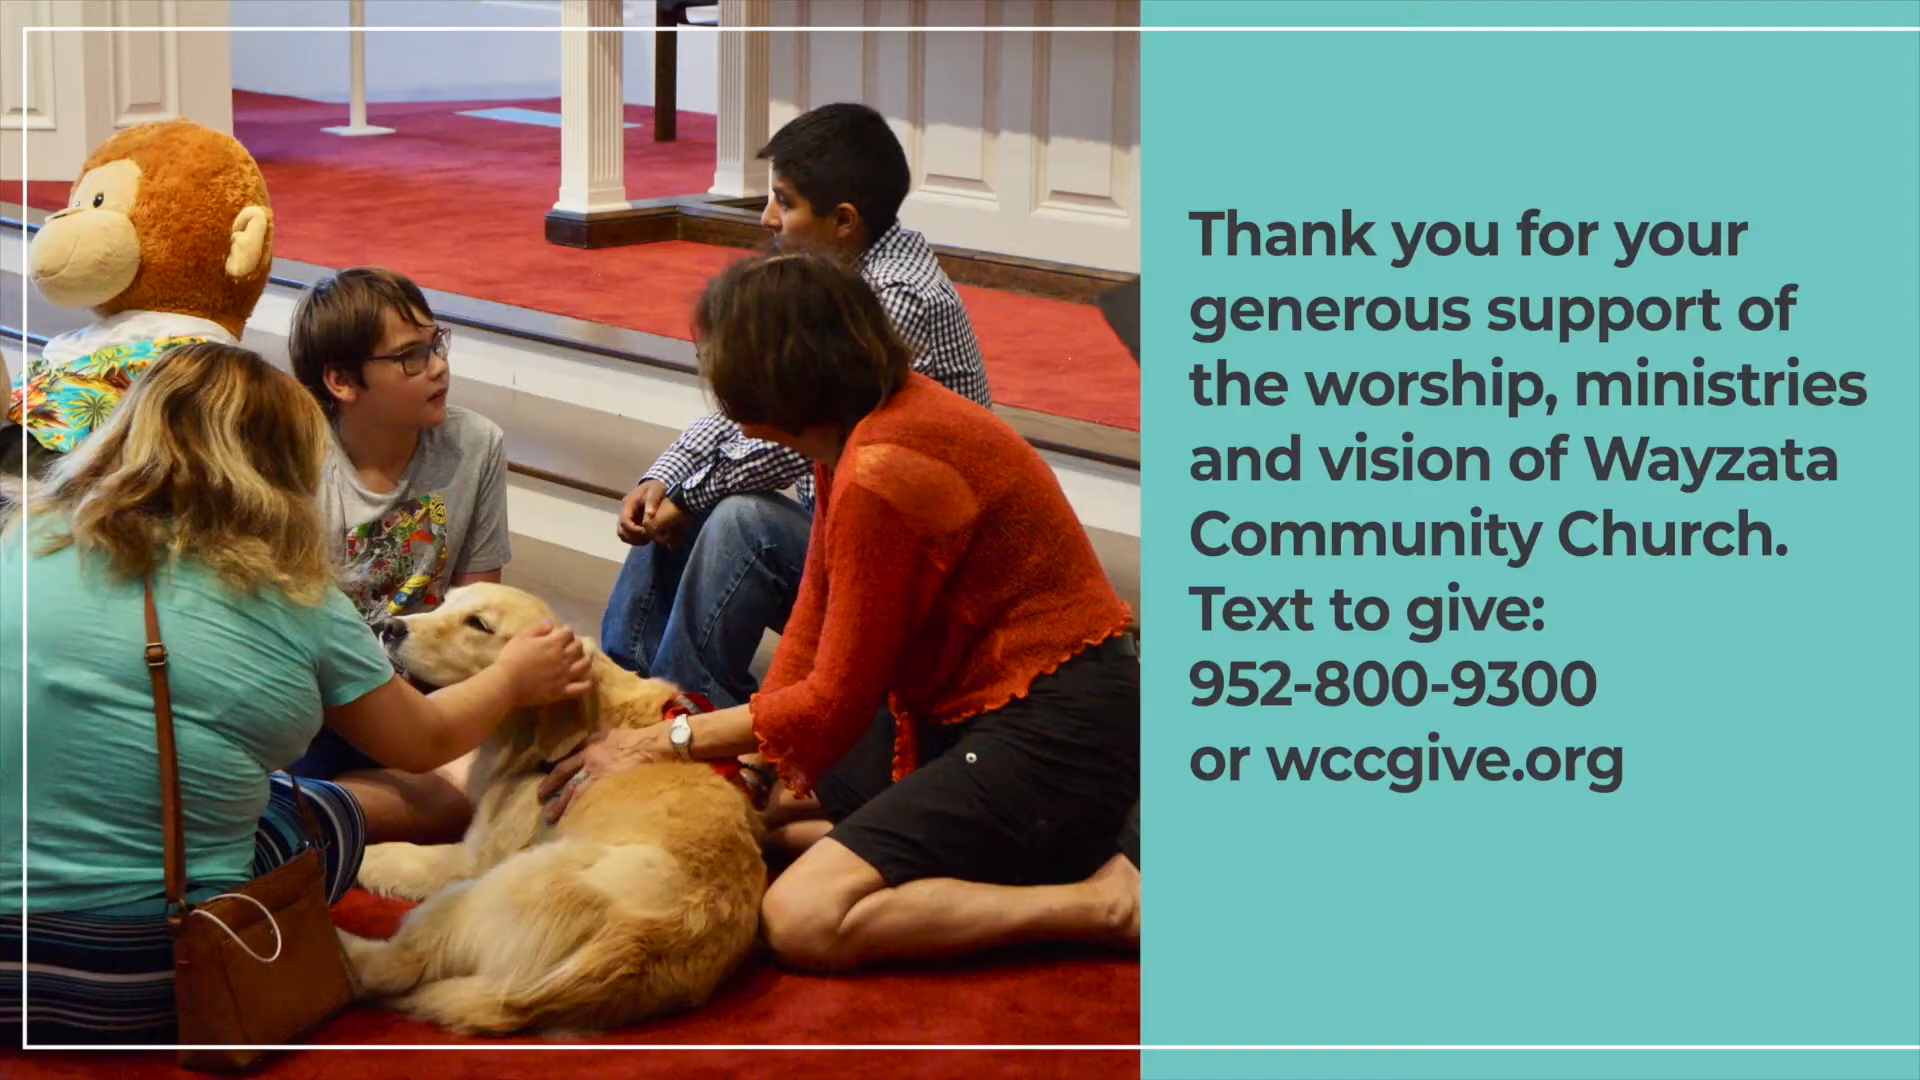 Thank you for your
generous support of
the worship, ministries
and vision of Wayzata
Community Church.
Text to give:
952-800-9300
or wccgive.org